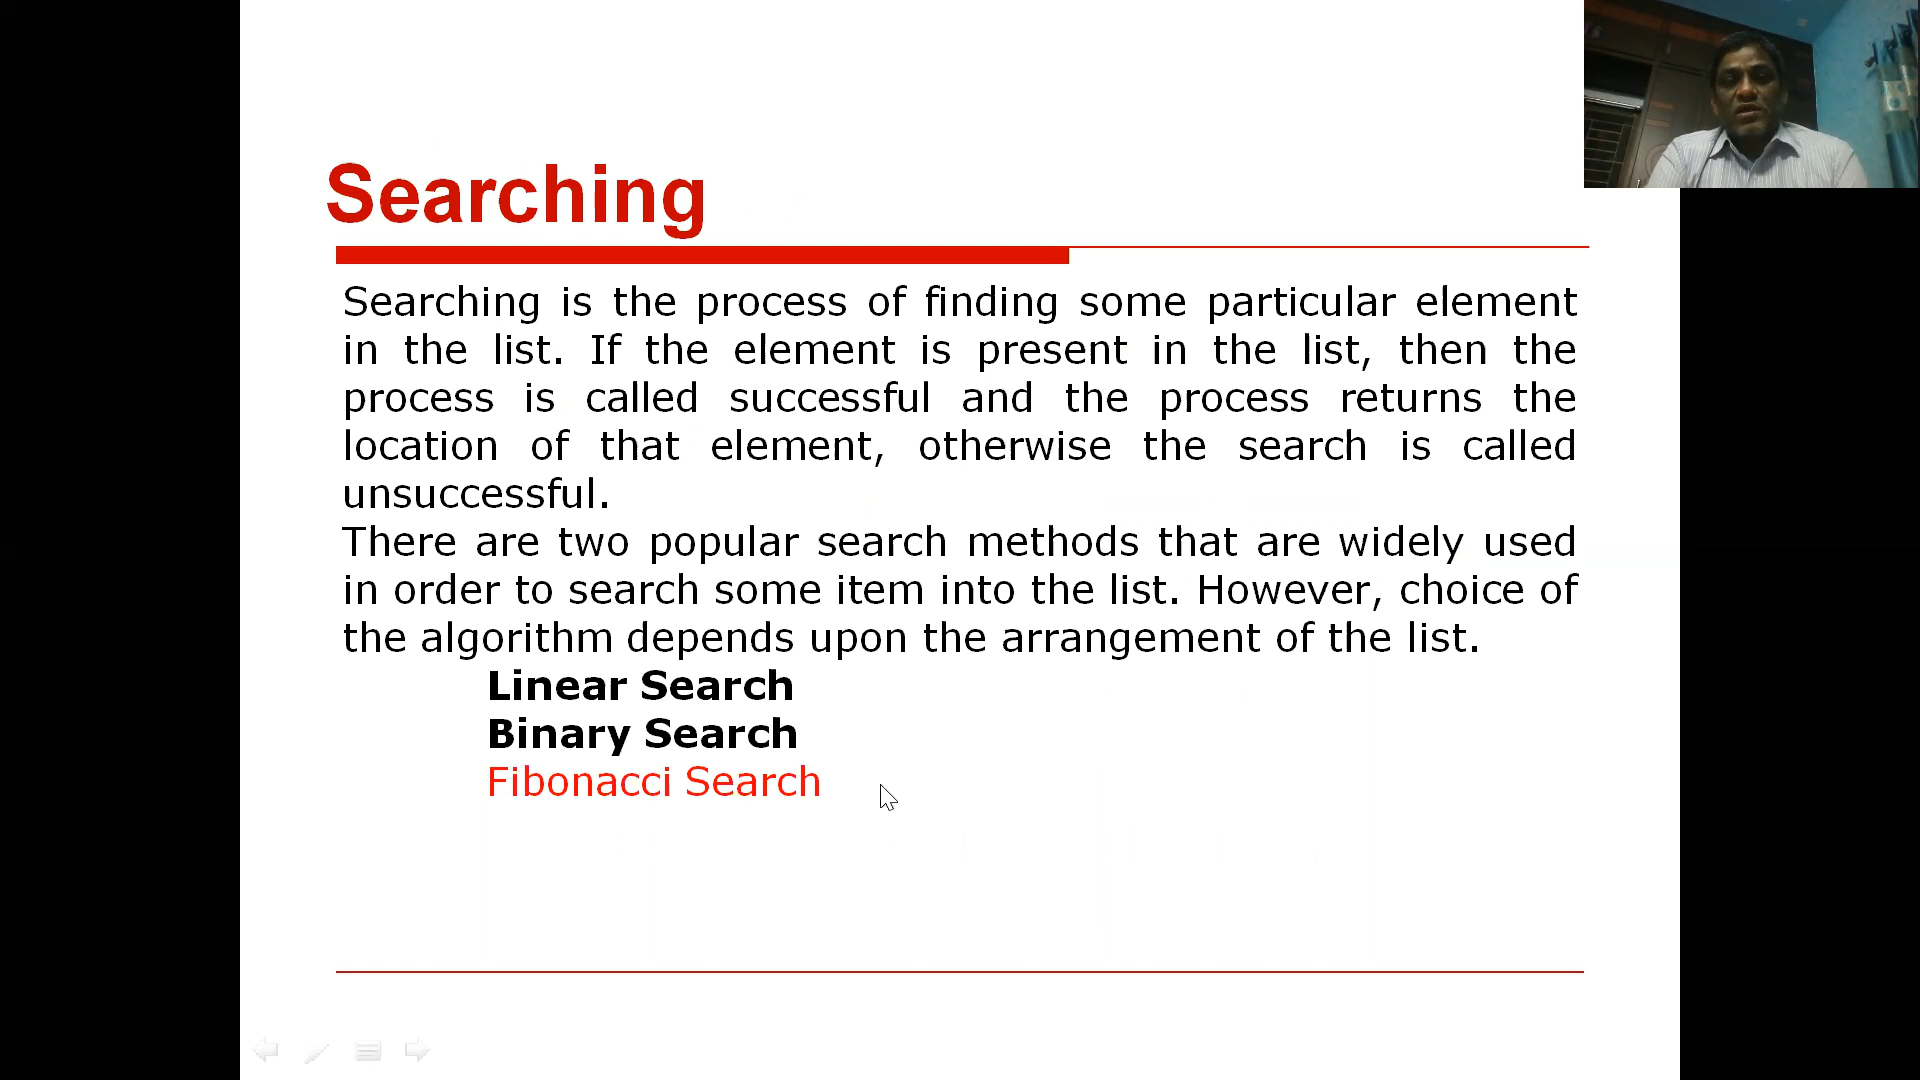 Searching
Searching is the process of finding some particular element
in the list. If the element is present in the list, then the
process is called successful and the process returns the
location of that element, otherwise the search is called
unsuccessful.
There are two popular search methods that are widely used
in order to search some item into the list. However, choice of
the algorithm depends upon the arrangement of the list.
Linear Search
Binary Search
Fibonacci Search